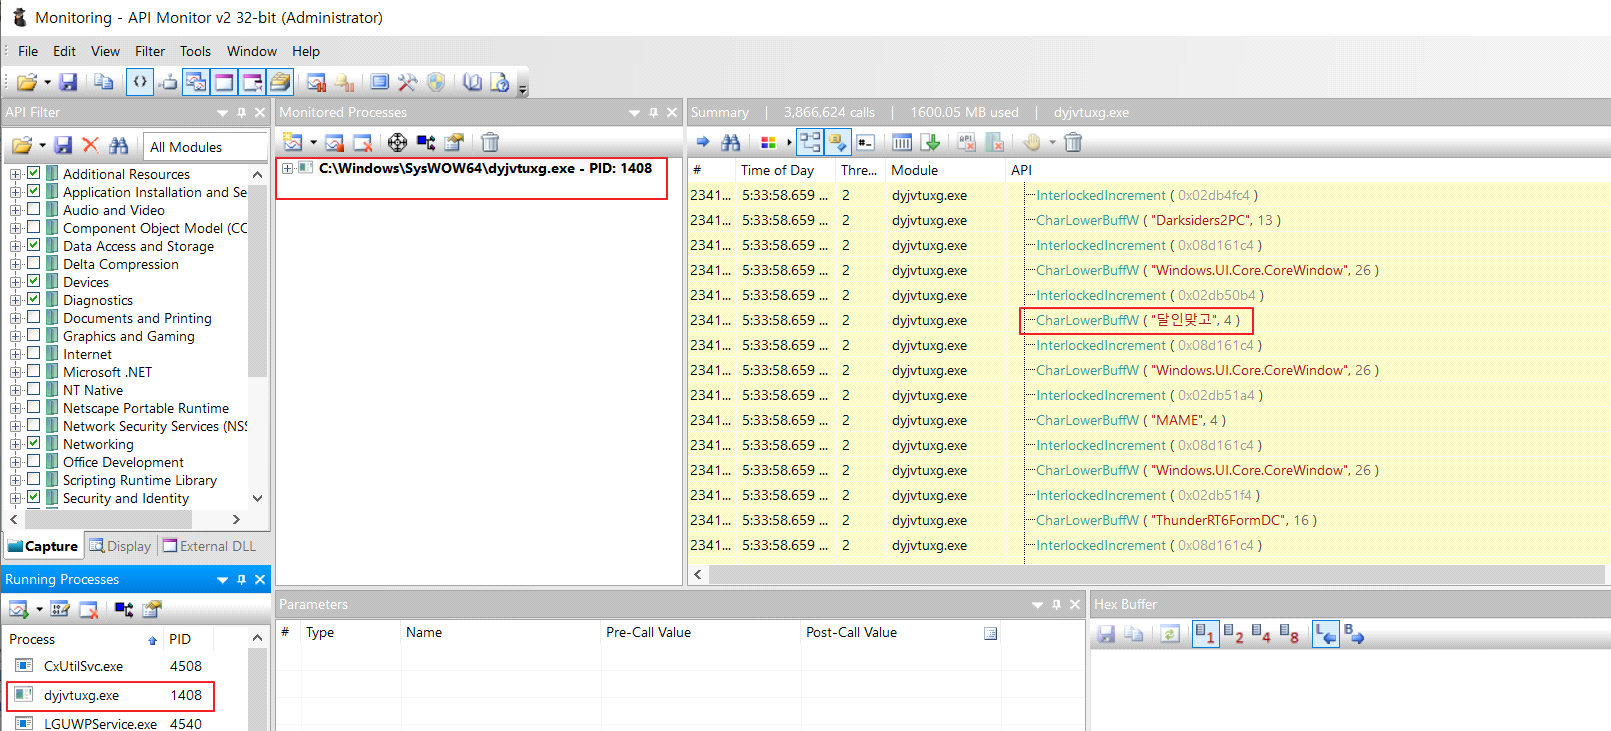 Monitoring - API Monitor v2 32-bit (Administrator)
File Edit View Filter Tools Window Help
API Filter
All Modules
Additional Resources
Application Installation and Se
Audio and Video
Component Object Model (CC
Data Access and Storage
Delta Compression
Devices
Diagnostics
Documents and Printing
Graphics and Gaming
Internet
Microsoft .NET
NT Native
Netscape Portable Runtime
Network Security Services (NSS
Networking
Office Development
Scripting Runtime Library
Security and Identity
Capture Display External DLL
Running Processes
Process PID
CxUtilSvc.exe 4508
dyjvtuxg.exe 1408
LGUWPService.exe 4540
Monitored Processes
C:\Windows\SysWOW64\dyjvtuxg.exe - PID: 1408
Summary | 3,866,624 calls | 1600.05 MB used | dyjvtuxg.exe
# Time of Day Thre... Module API
2341... 5:33:58.659 ... 2 dyjvtuxg.exe InterlockedIncrement ( 0x02db4fc4 )
2341... 5:33:58.659 ... 2 dyjvtuxg.exe CharLowerBuffW ( "Darksiders2PC", 13 )
2341... 5:33:58.659 ... 2 dyjvtuxg.exe InterlockedIncrement ( 0x08d161c4 )
2341... 5:33:58.659 ... 2 dyjvtuxg.exe CharLowerBuffW ( "Windows.UI.Core.CoreWindow", 26 )
2341... 5:33:58.659 ... 2 dyjvtuxg.exe InterlockedIncrement ( 0x02db50b4 )
2341... 5:33:58.659 ... 2 dyjvtuxg.exe CharLowerBuffW ( "달인맞고", 4 )
2341... 5:33:58.659 ... 2 dyjvtuxg.exe InterlockedIncrement ( 0x08d161c4 )
2341... 5:33:58.659 ... 2 dyjvtuxg.exe CharLowerBuffW ( "Windows.UI.Core.CoreWindow", 26 )
2341... 5:33:58.659 ... 2 dyjvtuxg.exe InterlockedIncrement ( 0x02db51a4 )
2341... 5:33:58.659 ... 2 dyjvtuxg.exe CharLowerBuffW ( "MAME", 4 )
2341... 5:33:58.659 ... 2 dyjvtuxg.exe InterlockedIncrement ( 0x08d161c4 )
2341... 5:33:58.659 ... 2 dyjvtuxg.exe CharLowerBuffW ( "Windows.UI.Core.CoreWindow", 26 )
2341... 5:33:58.659 ... 2 dyjvtuxg.exe InterlockedIncrement ( 0x02db51f4 )
2341... 5:33:58.659 ... 2 dyjvtuxg.exe CharLowerBuffW ( "ThunderRT6FormDC", 16 )
2341... 5:33:58.659 ... 2 dyjvtuxg.exe InterlockedIncrement ( 0x08d161c4 )
Parameters
# Type Name Pre-Call Value Post-Call Value
Hex Buffer
1 2 4 8 L B